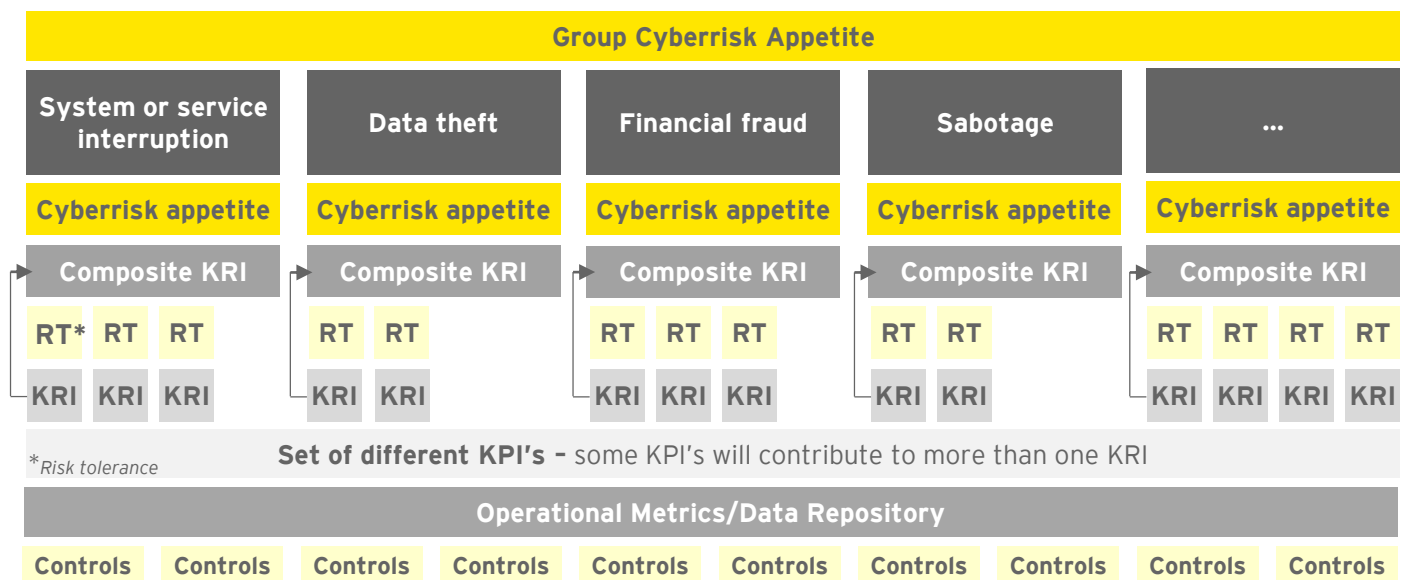 Group Cyberrisk Appetite
System or service
interruption
Data theft
Financial fraud
Sabotage
...
Cyberrisk appetite Cyberrisk appetite Cyberrisk appetite Cyberrisk appetite Cyberrisk appetite
Composite KRI Composite KRI Composite KRI Composite KRI Composite KRI
RT* RT RT RT RT RT RT RT RT RT RT RT RT RT
KRI KRI KRI KRI KRI KRI KRI KRI KRI KRI KRI KRI KRI KRI
*Risk tolerance
Set of different KPI's – some KPI's will contribute to more than one KRI
Operational Metrics/Data Repository
Controls Controls Controls Controls Controls Controls Controls Controls Controls Controls